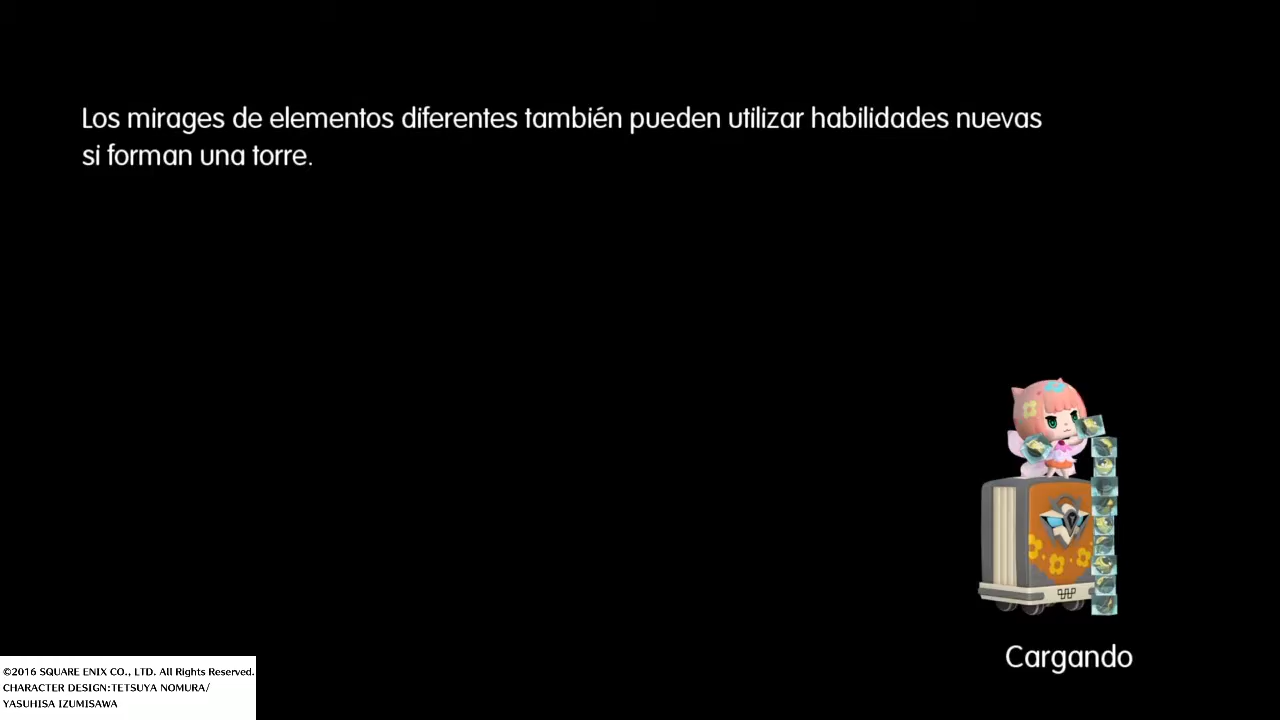 Los mirages de elementos diferentes también pueden utilizar habilidades nuevas
si forman una torre.
Cargando
©2016 SQUARE ENIX CO., LTD. All Rights Reserved.
CHARACTER DESIGN:TETSUYA NOMURA/
YASUHISA IZUMISAWA